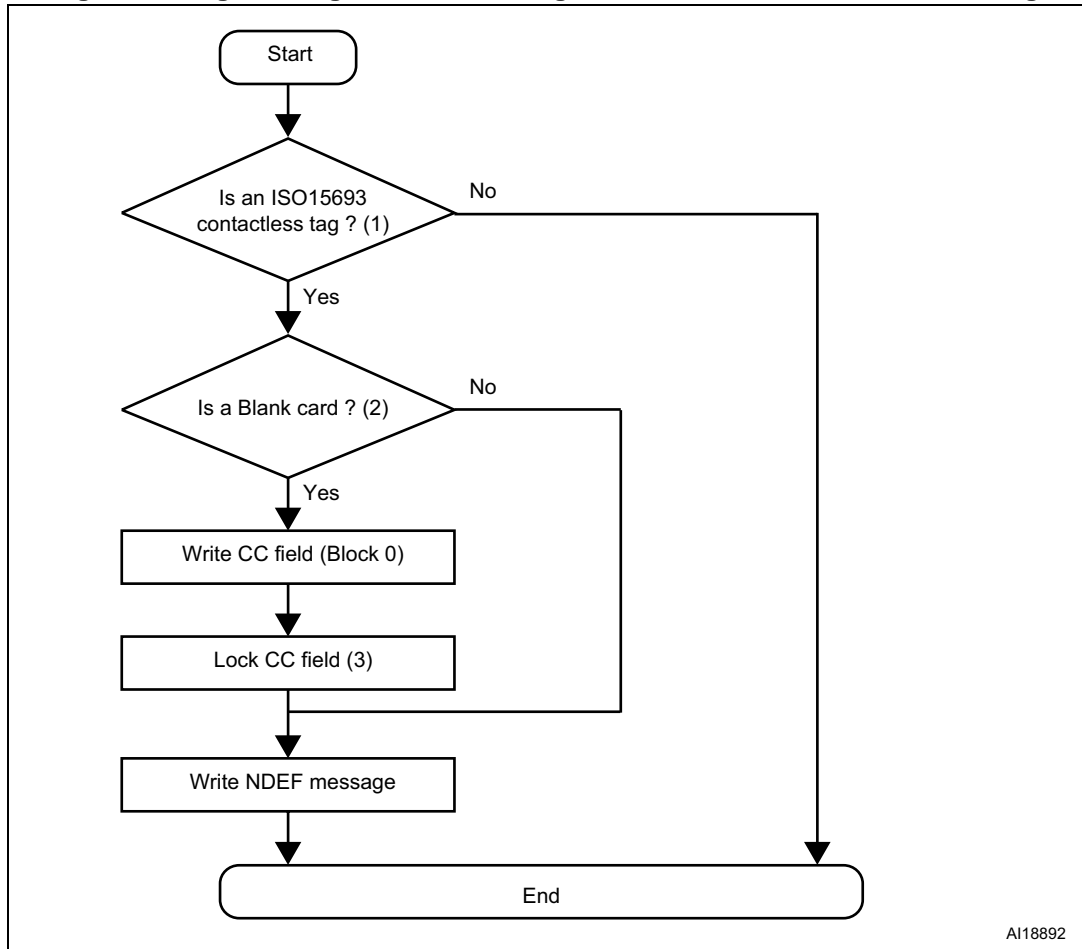 Start
Is an ISO15693
contactless tag ? (1)
No
Yes
Is a Blank card ? (2)
No
Yes
Write CC field (Block 0)
Lock CC field (3)
Write NDEF message
End
AI18892